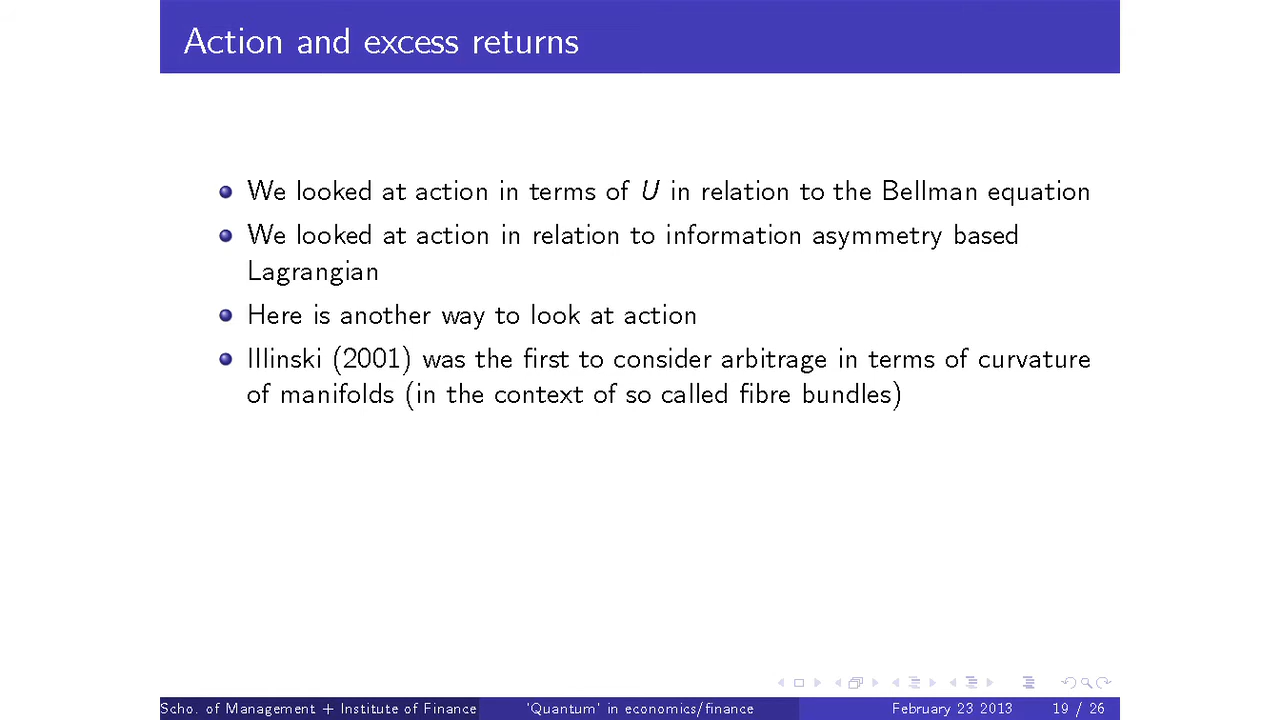 Action and excess returns
We looked at action in terms of U in relation to the Bellman equation
We looked at action in relation to information asymmetry based
Lagrangian
Here is another way to look at action
Illinski (2001) was the first to consider arbitrage in terms of curvature
of manifolds (in the context of so called fibre bundles)
Scho. of Management + Institute of Finance 'Quantum' in economics/finance February 23 2013 19 / 26